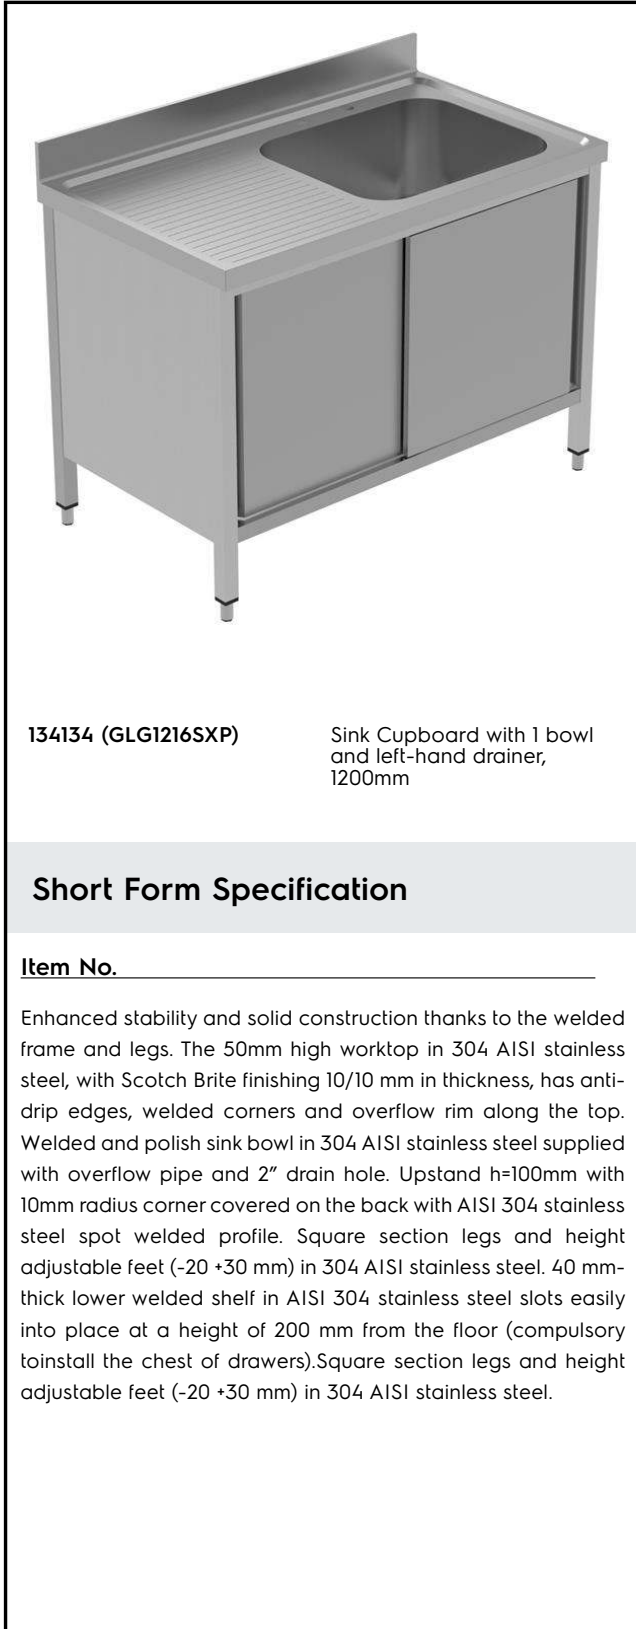 134134 (GLG1216SXP)
Sink Cupboard with 1 bowl
and left-hand drainer,
1200mm
Short Form Specification
Item No.
Enhanced stability and solid construction thanks to the welded
frame and legs. The 50mm high worktop in 304 AISI stainless
steel, with Scotch Brite finishing 10/10 mm in thickness, has anti-
drip edges, welded corners and overflow rim along the top.
Welded and polish sink bowl in 304 AISI stainless steel supplied
with overflow pipe and 2” drain hole. Upstand h=100mm with
10mm radius corner covered on the back with AISI 304 stainless
steel spot welded profile. Square section legs and height
adjustable feet (-20 +30 mm) in 304 AISI stainless steel. 40 mm-
thick lower welded shelf in AISI 304 stainless steel slots easily
into place at a height of 200 mm from the floor (compulsory
toinstall the chest of drawers).Square section legs and height
adjustable feet (-20 +30 mm) in 304 AISI stainless steel.